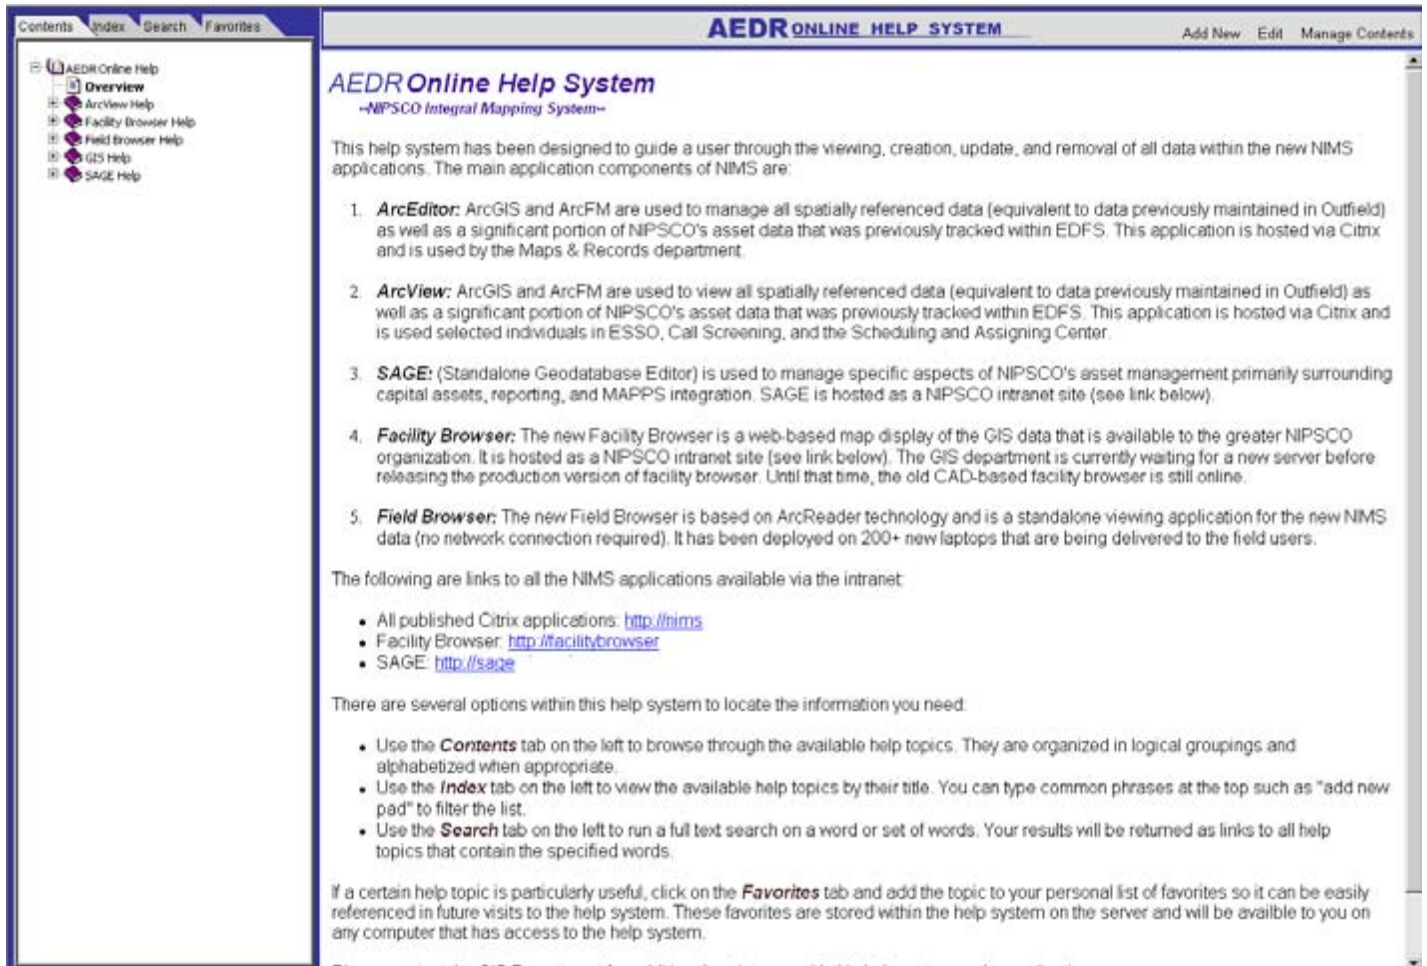 Contents Index Search Favorites
AEDR ONLINE HELP SYSTEM
Add New Edit Manage Contents
AEDR Online Help
Overview
ArcView Help
Facility Browser Help
Field Browser Help
GIS Help
SAGE Help
AEDR Online Help System
--NIPSCO Integral Mapping System--
This help system has been designed to guide a user through the viewing, creation, update, and removal of all data within the new NIMS
applications. The main application components of NIMS are:
1. ArcEditor: ArcGIS and ArcFM are used to manage all spatially referenced data (equivalent to data previously maintained in Outfield)
as well as a significant portion of NIPSCO's asset data that was previously tracked within EDFS. This application is hosted via Citrix
and is used by the Maps & Records department.
2. ArcView: ArcGIS and ArcFM are used to view all spatially referenced data (equivalent to data previously maintained in Outfield) as
well as a significant portion of NIPSCO's asset data that was previously tracked within EDFS. This application is hosted via Citrix and
is used selected individuals in ESSO, Call Screening, and the Scheduling and Assigning Center.
3. SAGE: (Standalone Geodatabase Editor) is used to manage specific aspects of NIPSCO's asset management primarily surrounding
capital assets, reporting, and MAPPS integration. SAGE is hosted as a NIPSCO intranet site (see link below).
4. Facility Browser: The new Facility Browser is a web-based map display of the GIS data that is available to the greater NIPSCO
organization. It is hosted as a NIPSCO intranet site (see link below). The GIS department is currently waiting for a new server before
releasing the production version of facility browser. Until that time, the old CAD-based facility browser is still online.
5. Field Browser: The new Field Browser is based on ArcReader technology and is a standalone viewing application for the new NIMS
data (no network connection required). It has been deployed on 200+ new laptops that are being delivered to the field users.
The following are links to all the NIMS applications available via the intranet:
• All published Citrix applications: http://nims
• Facility Browser: http://facilitybrowser
• SAGE: http://sage
There are several options within this help system to locate the information you need:
• Use the Contents tab on the left to browse through the available help topics. They are organized in logical groupings and
alphabetized when appropriate.
• Use the Index tab on the left to view the available help topics by their title. You can type common phrases at the top such as "add new
pad" to filter the list.
• Use the Search tab on the left to run a full text search on a word or set of words. Your results will be returned as links to all help
topics that contain the specified words.
If a certain help topic is particularly useful, click on the Favorites tab and add the topic to your personal list of favorites so it can be easily
referenced in future visits to the help system. These favorites are stored within the help system on the server and will be availble to you on
any computer that has access to the help system.